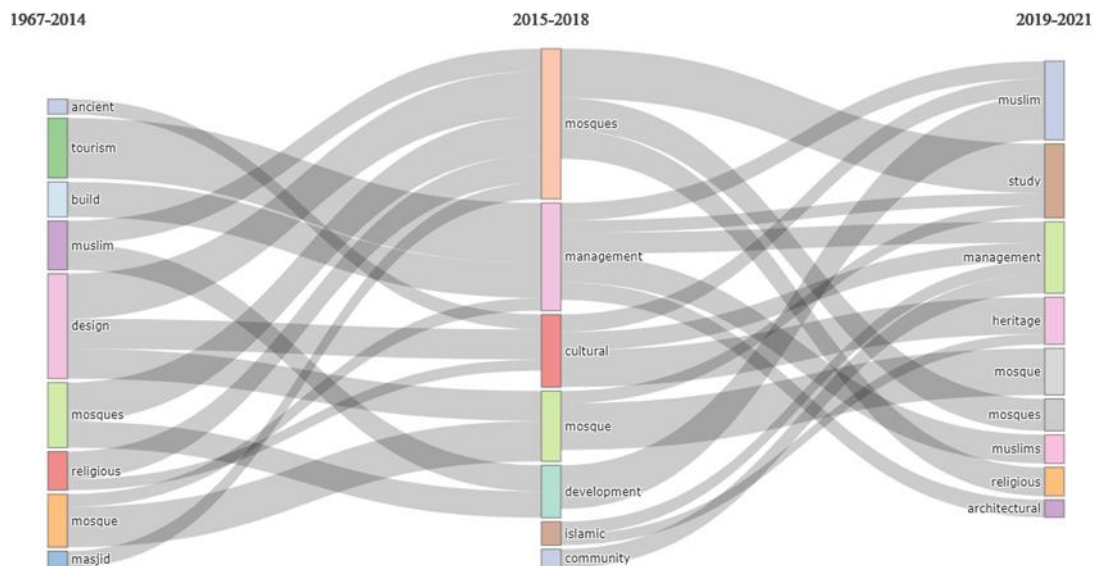 1967-2014
2015-2018
2019-2021
ancient
tourism
build
muslim
design
mosques
religious
mosque
masjid
mosques
management
cultural
mosque
development
islamic
community
muslim
study
management
heritage
mosque
mosques
muslims
religious
architectural